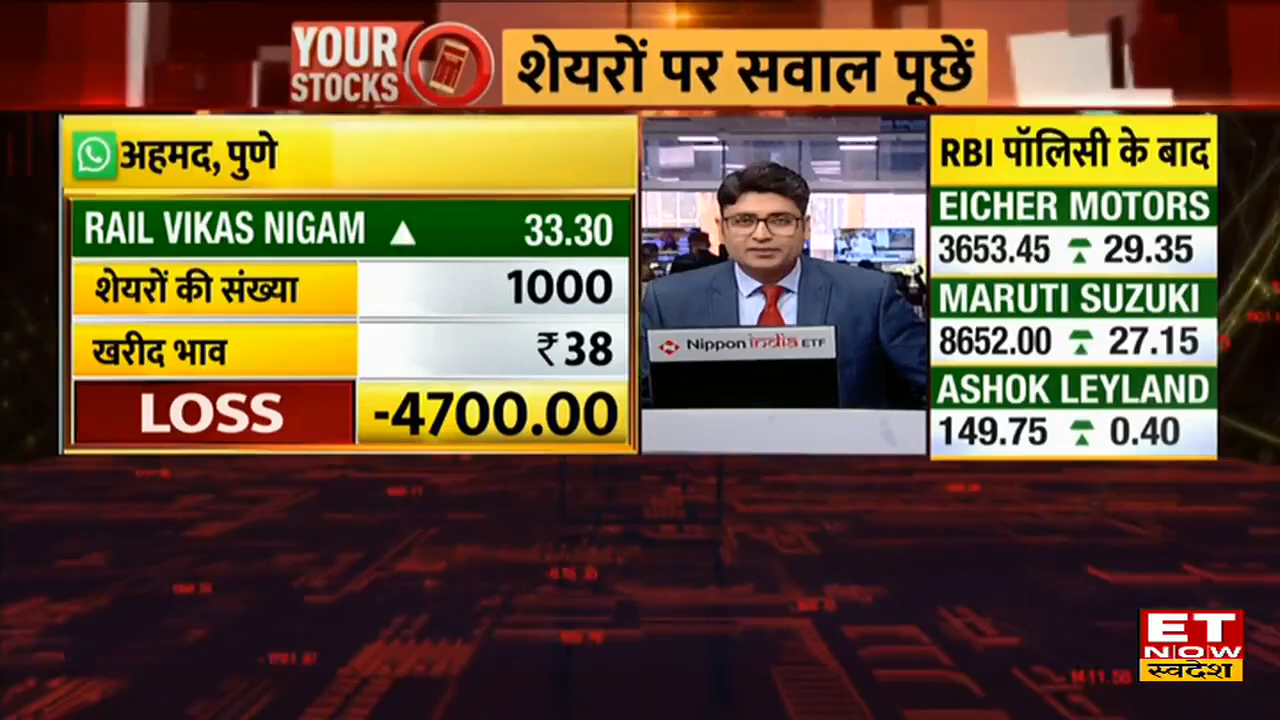 YOUR
STOCKS
शेयरों पर सवाल पूछें
अहमद, पुणे
RAIL VIKAS NIGAM ▲ 33.30
शेयरों की संख्या 1000
खरीद भाव ₹38
LOSS -4700.00
Nippon india ETF
RBI पॉलिसी के बाद
EICHER MOTORS
3653.45 29.35
MARUTI SUZUKI
8652.00 27.15
ASHOK LEYLAND
149.75 0.40
ET
NOW
स्वदेश